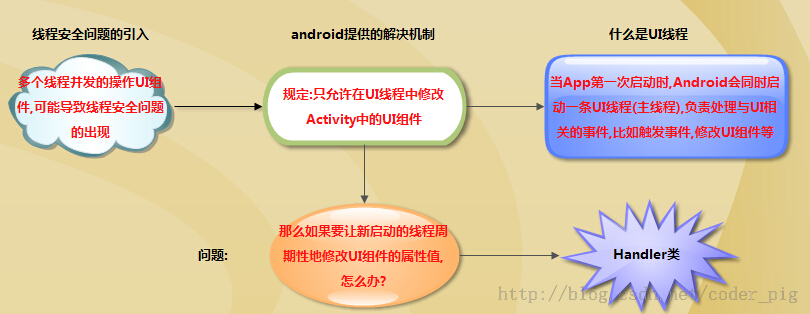 线程安全问题的引入
android提供的解决机制
什么是UI线程
多个线程并发的操作UI组
件,可能导致线程安全问题
的出现
规定:只允许在UI线程中修改
Activity中的UI组件
当App第一次启动时,Android会同时启
动一条UI线程(主线程),负责处理与UI相
关的事件,比如触发事件,修改UI组件等
问题:
那么如果要让新启动的线程周
期性地修改UI组件的属性值,
怎么办?
Handler类
http://blog.csdn.net/coder_pig